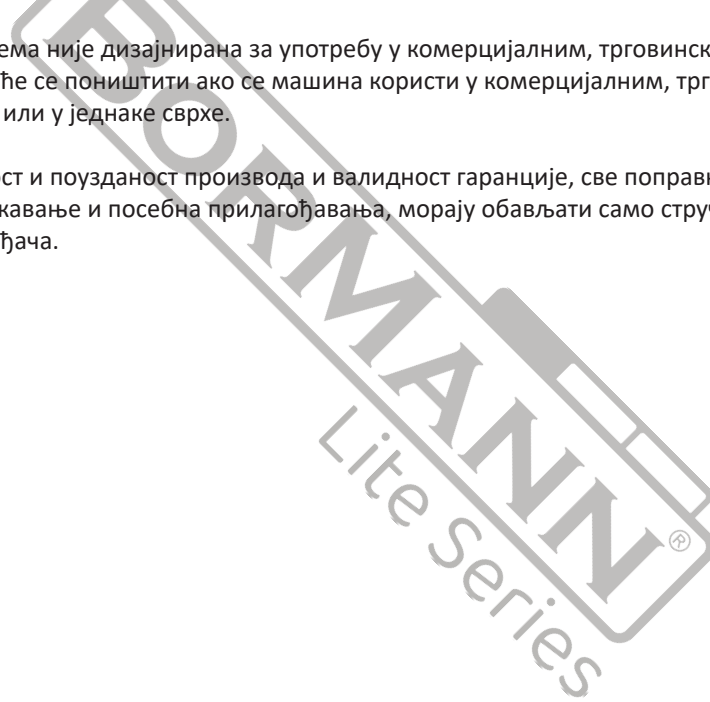 ема није дизајнирана за употребу у комерцијалним, трговинск
ће се поништити ако се машина користи у комерцијалним, трг
или у једнаке сврхе.
ст и поузданост производа и валидност гаранције, све поправк
кавање и посебна прилагођавања, морају обављати само струч
ђача.
BORMANN®
Lite Series